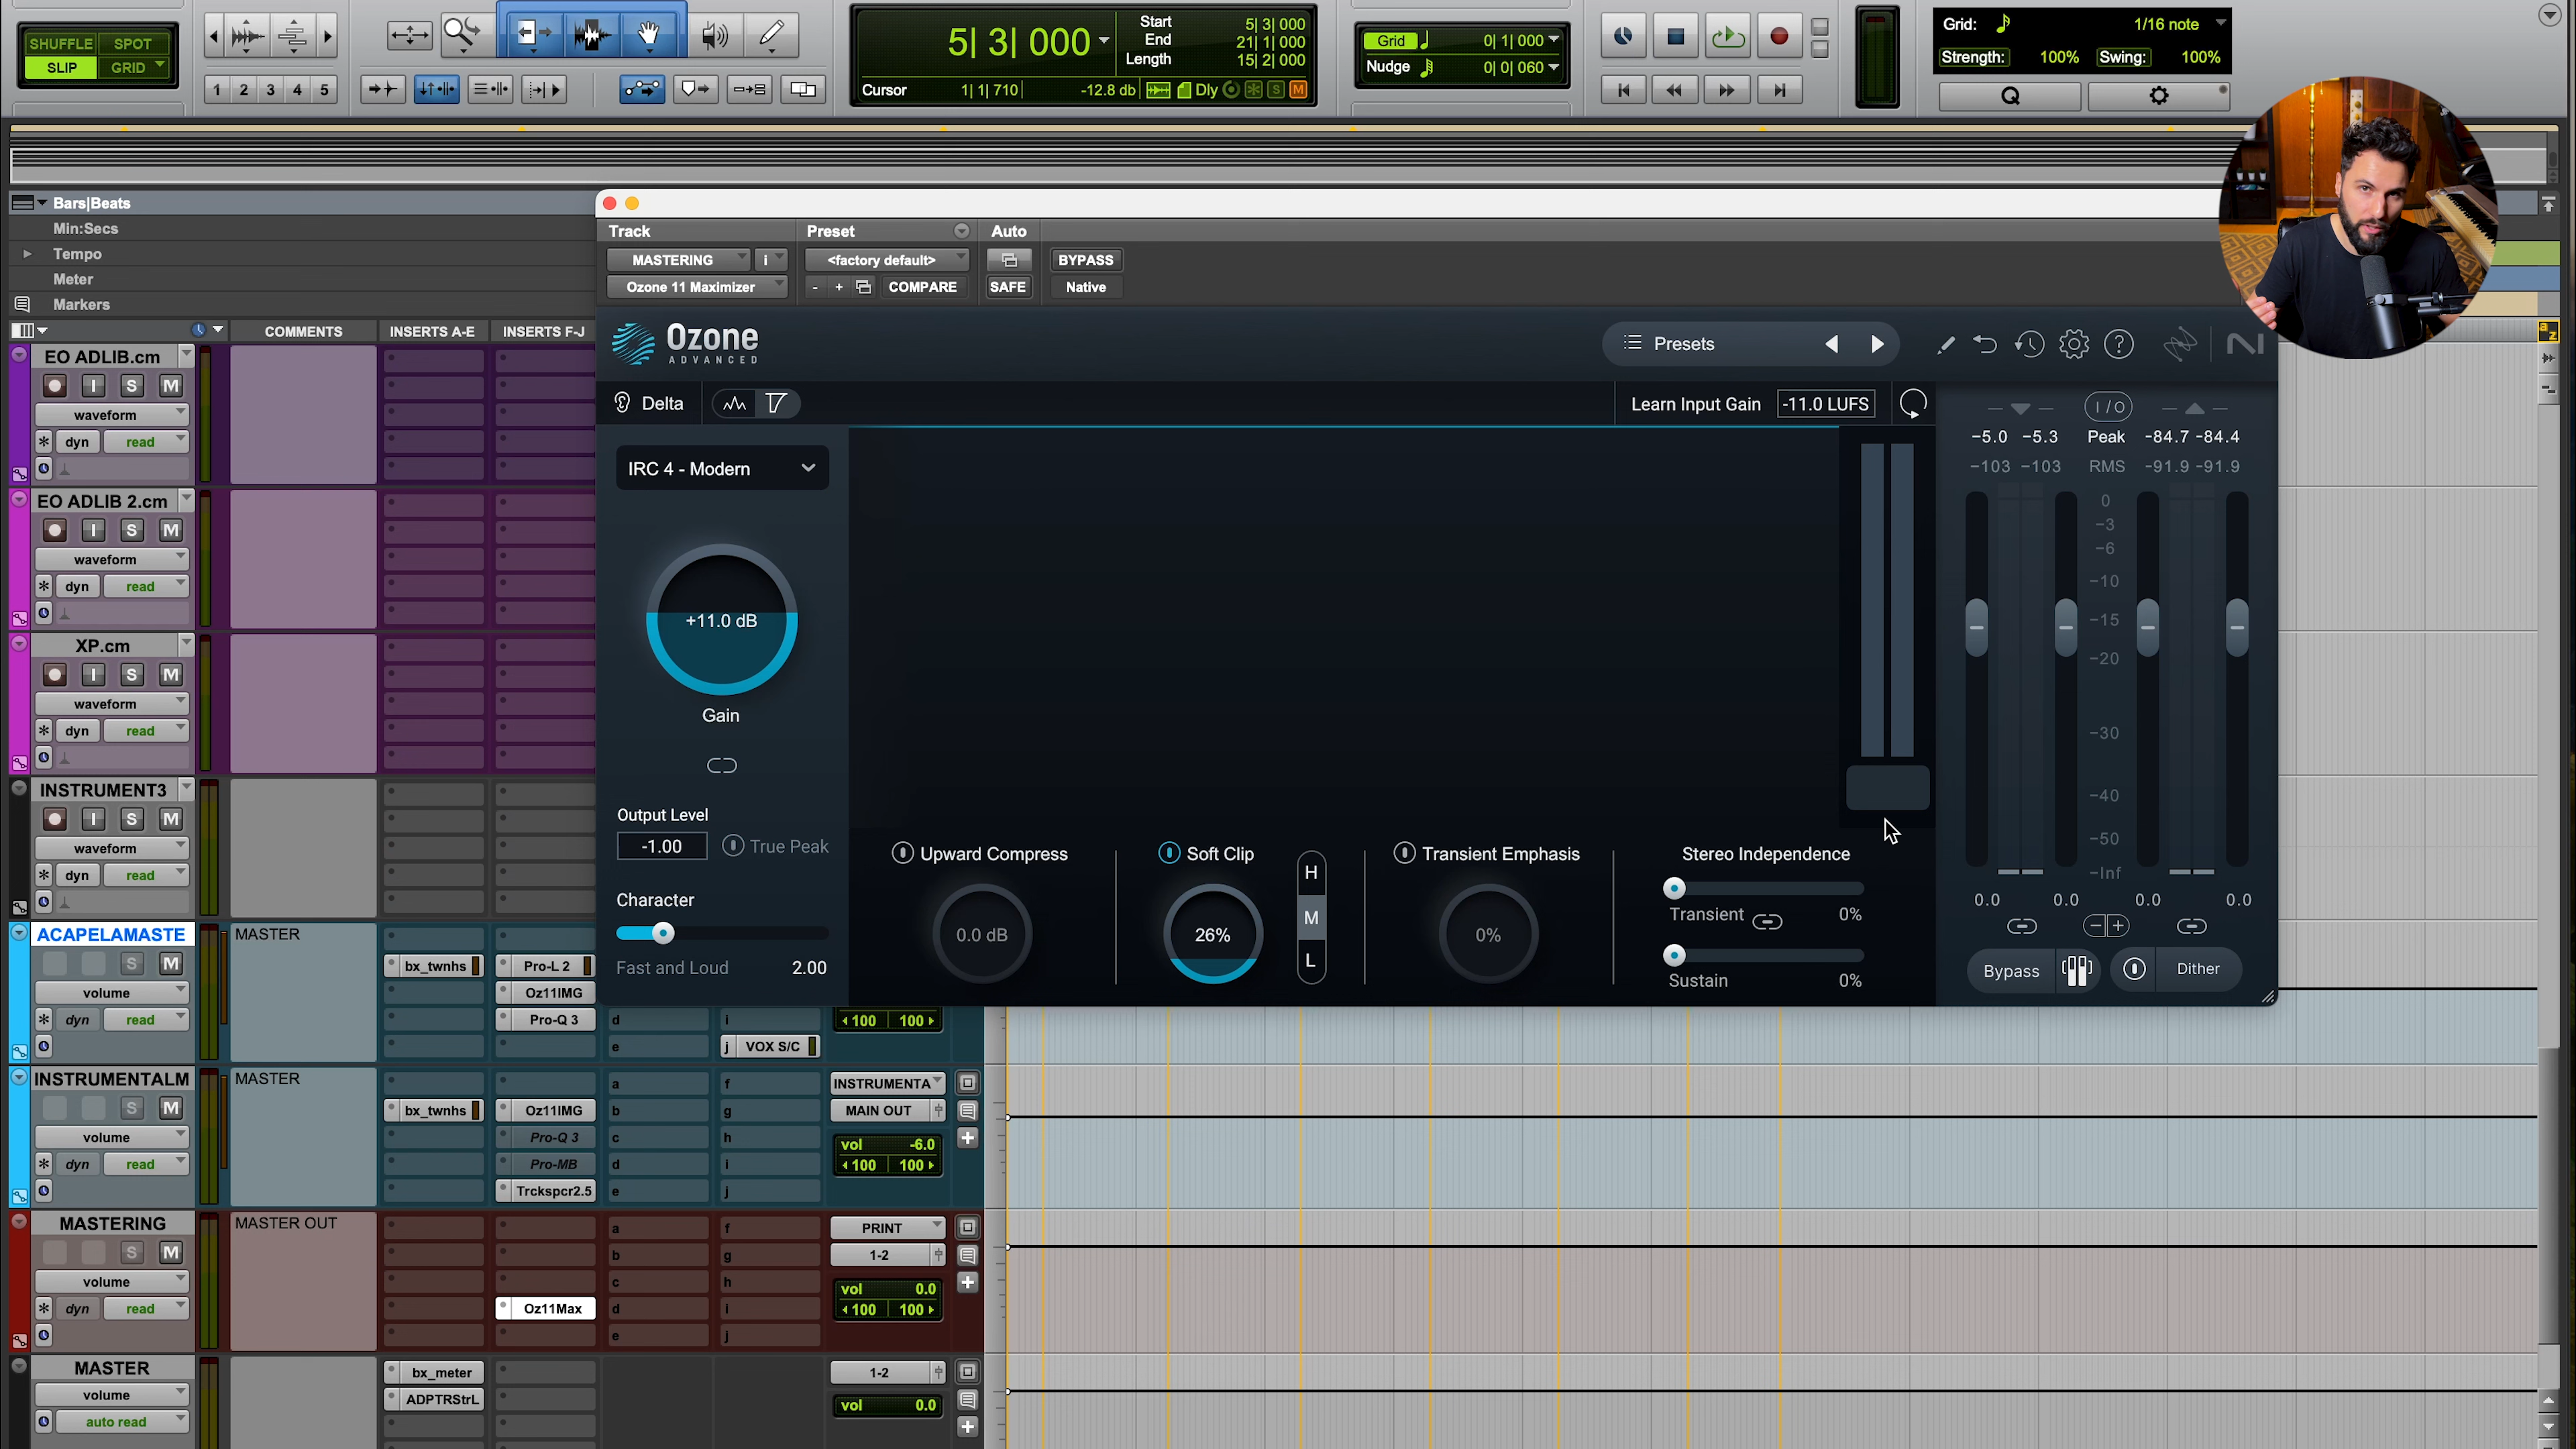 SHUFFLE SPOT
SLIP GRID
1 2 3 4 5
5| 3| 000
Start 5| 3| 000
End 21| 1| 000
Length 15| 2| 000
Cursor 1| 1| 710 -12.8 db Dly S M
Grid 0| 1| 000
Nudge 0| 0| 060
Grid: 1/16 note
Strength: 100% Swing: 100%
Q
Bars|Beats
Min:Secs
Tempo
Meter
Markers
COMMENTS INSERTS A-E INSERTS F-J
Track Preset Auto
MASTERING i <factory default> BYPASS
Ozone 11 Maximizer - + COMPARE SAFE Native
Ozone
ADVANCED
Presets
Delta
Learn Input Gain -11.0 LUFS
IRC 4 - Modern
+11.0 dB
Gain
Output Level
-1.00 True Peak
Character
Fast and Loud 2.00
Upward Compress
0.0 dB
Soft Clip
26%
H
M
L
Transient Emphasis
0%
Stereo Independence
Transient 0%
Sustain 0%
I / O
-5.0 -5.3 Peak -84.7 -84.4
-103 -103 RMS -91.9 -91.9
0
-3
-6
-10
-15
-20
-30
-40
-50
-Inf
0.0 0.0 0.0 0.0
Bypass Dither
EO ADLIB.cm
I S M
waveform
dyn read
EO ADLIB 2.cm
I S M
waveform
dyn read
XP.cm
I S M
waveform
dyn read
INSTRUMENT3
I S M
waveform
dyn read
ACAPELAMASTE MASTER
S M bx_twnhs Pro-L 2
volume Oz11IMG
dyn read Pro-Q 3 d i 100 100
e j VOX S/C
INSTRUMENTALM MASTER a f INSTRUMENTA
S M bx_twnhs Oz11IMG b g MAIN OUT
volume Pro-Q 3 c h vol -6.0
dyn read Pro-MB d i 100 100
Trckspcr2.5 e j
MASTERING MASTER OUT a f PRINT
S M b g 1-2
volume c h vol 0.0
dyn read Oz11Max d i 100 100
e j
MASTER bx_meter 1-2
volume ADPTRStrL vol 0.0
auto read
a
z